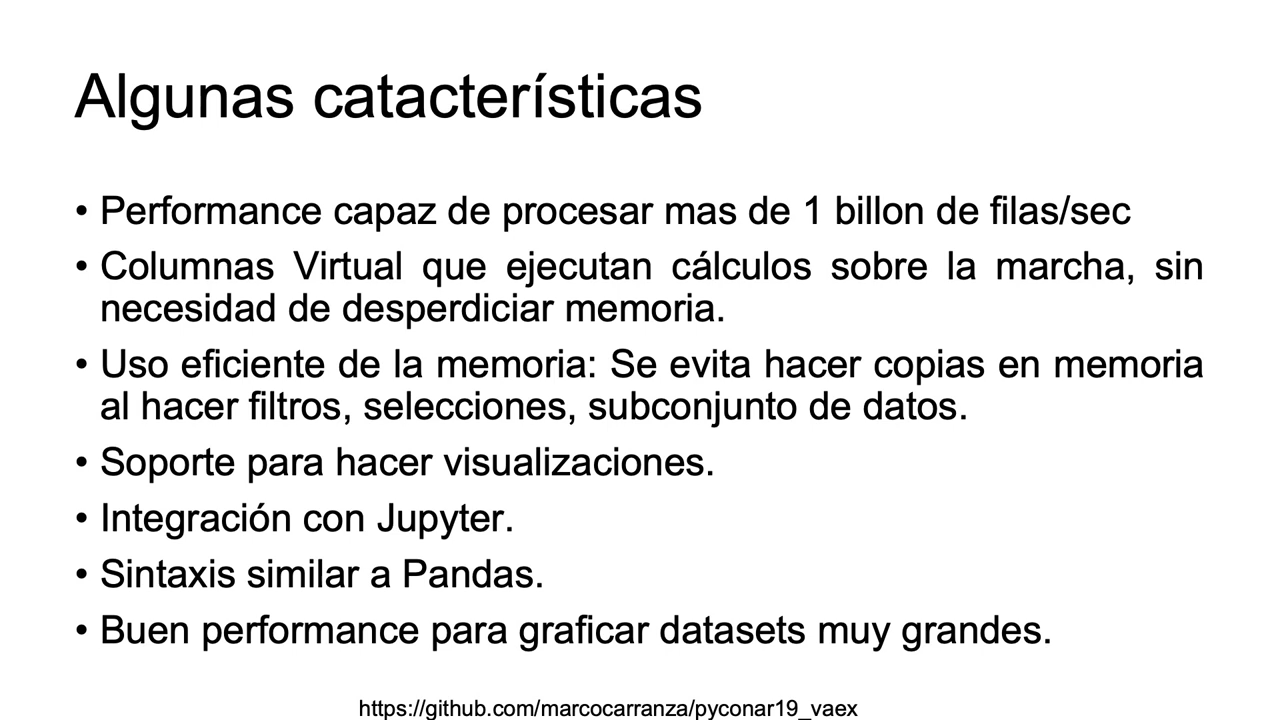 Algunas catacterísticas
• Performance capaz de procesar mas de 1 billon de filas/sec
• Columnas Virtual que ejecutan cálculos sobre la marcha, sin
necesidad de desperdiciar memoria.
• Uso eficiente de la memoria: Se evita hacer copias en memoria
al hacer filtros, selecciones, subconjunto de datos.
• Soporte para hacer visualizaciones.
• Integración con Jupyter.
• Sintaxis similar a Pandas.
• Buen performance para graficar datasets muy grandes.
https://github.com/marcocarranza/pyconar19_vaex